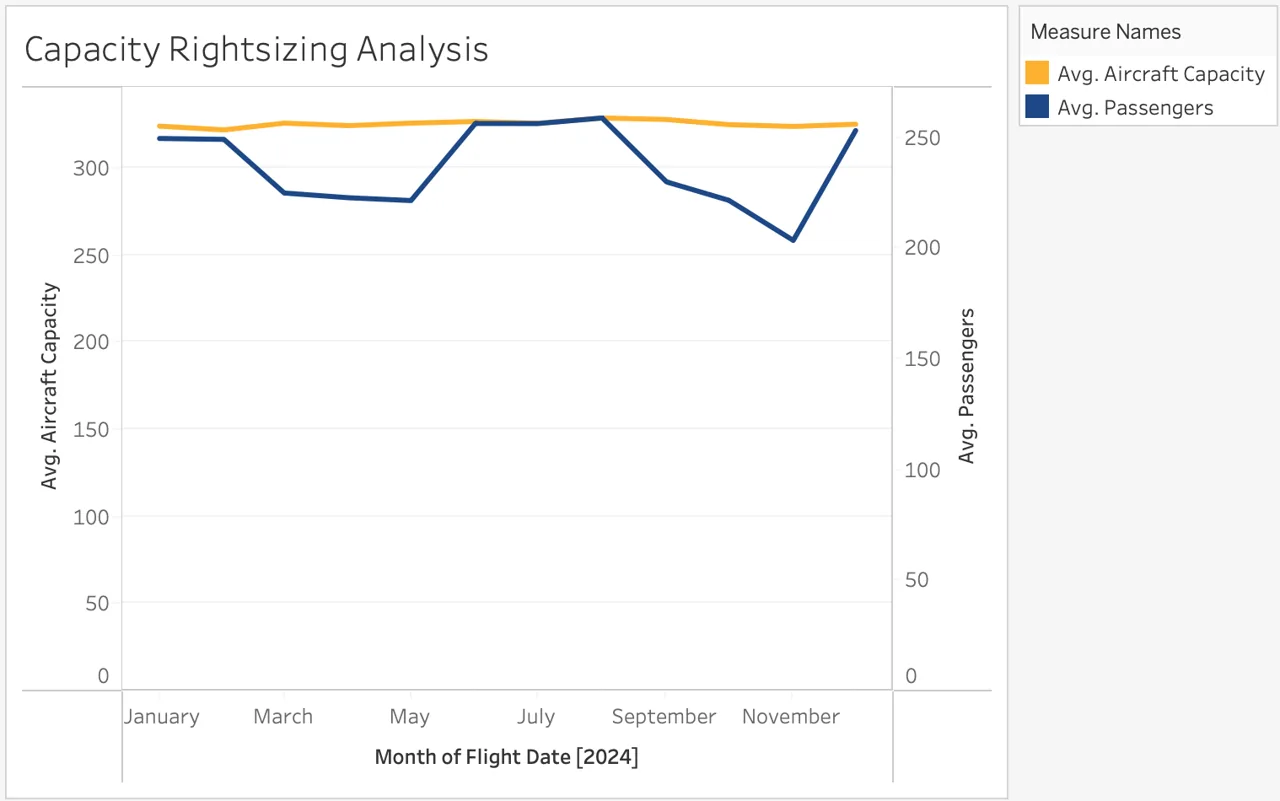 Capacity Rightsizing Analysis
Measure Names
Avg. Aircraft Capacity
Avg. Passengers
300
250
200
150
100
50
0
Avg. Aircraft Capacity
250
200
150
100
50
0
Avg. Passengers
January March May July September November
Month of Flight Date [2024]